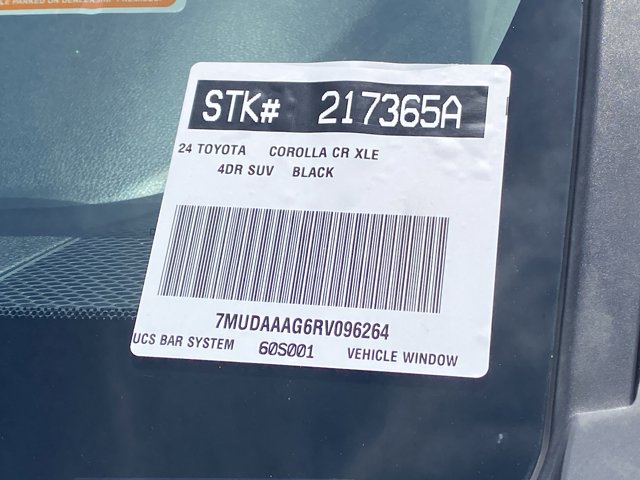 STK# 217365A
24 TOYOTA COROLLA CR XLE
4DR SUV BLACK
7MUDAAAG6RV096264
UCS BAR SYSTEM 60S001 VEHICLE WINDOW